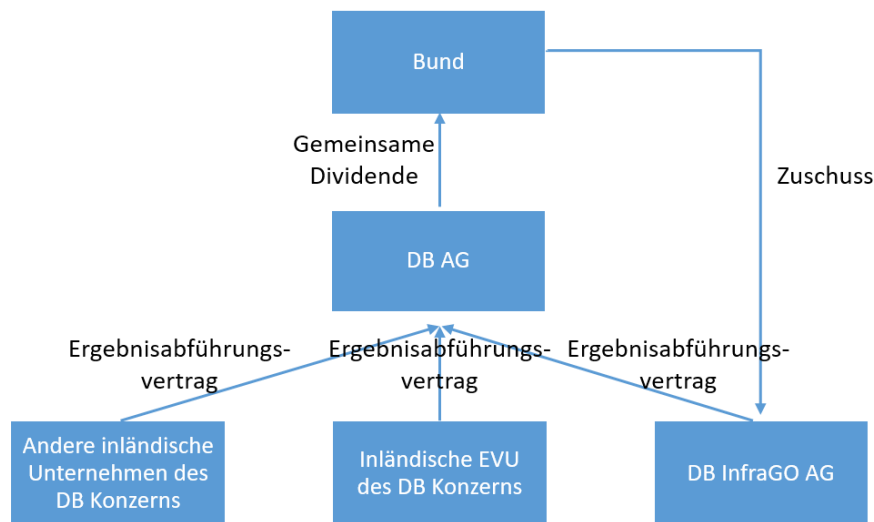 Bund
Gemeinsame
Dividende
Zuschuss
DB AG
Ergebnisabführungs-
vertrag
Ergebnisabführungs-
vertrag
Ergebnisabführungs-
vertrag
Andere inländische
Unternehmen des
DB Konzerns
Inländische EVU
des DB Konzerns
DB InfraGO AG